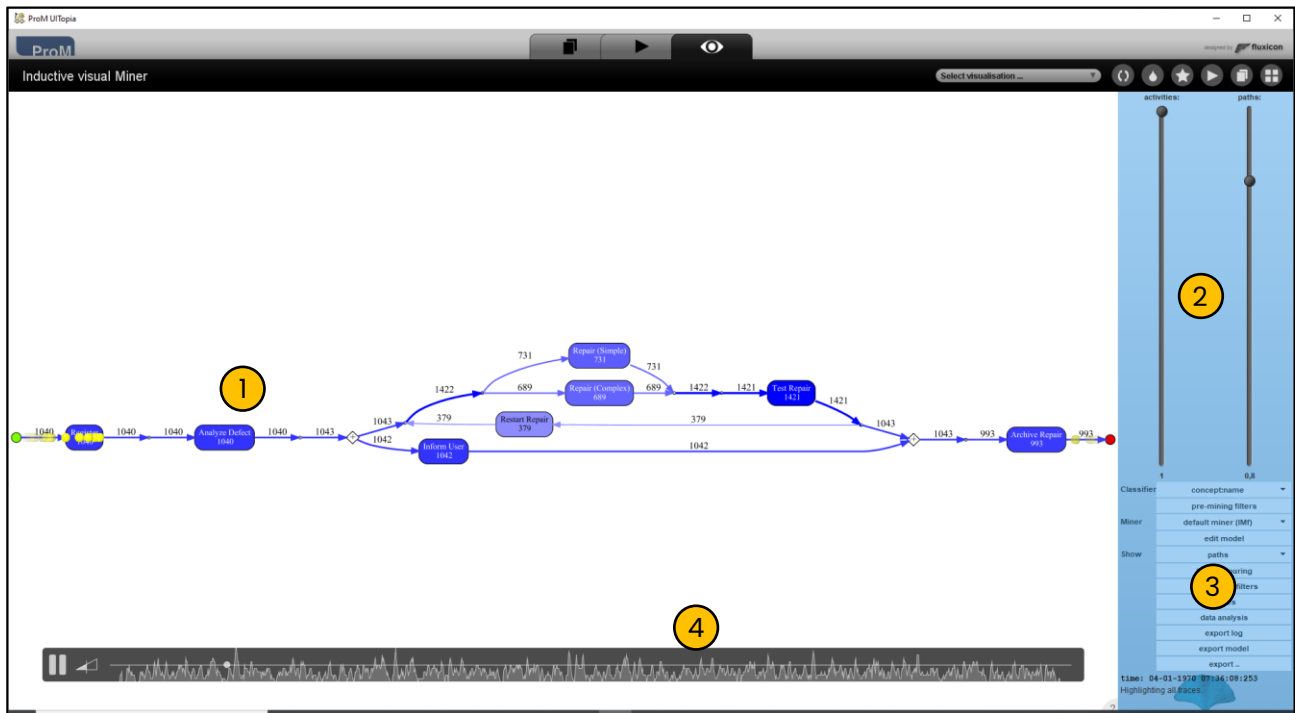 ProM UITopia
ProM
designed by fluxicon
Inductive visual Miner
Select visualisation ...
activities:
paths:
1
2
3
4
1040
1040
1040
Analyze Defect
1040
1040
1043
1043
1042
1422
731
Repair (Simple)
731
731
689
Repair (Complex)
689
689
1422
1421
Test Repair
1421
1421
379
Restart Repair
379
379
1043
Inform User
1042
1042
1043
993
Archive Repair
993
993
1
0,8
Classifier
concept:name
pre-mining filters
Miner
default miner (IMf)
edit model
Show
paths
filters
data analysis
export log
export model
export ..
time: 04-01-1970 07:36:08:253
Highlighting all traces.
?